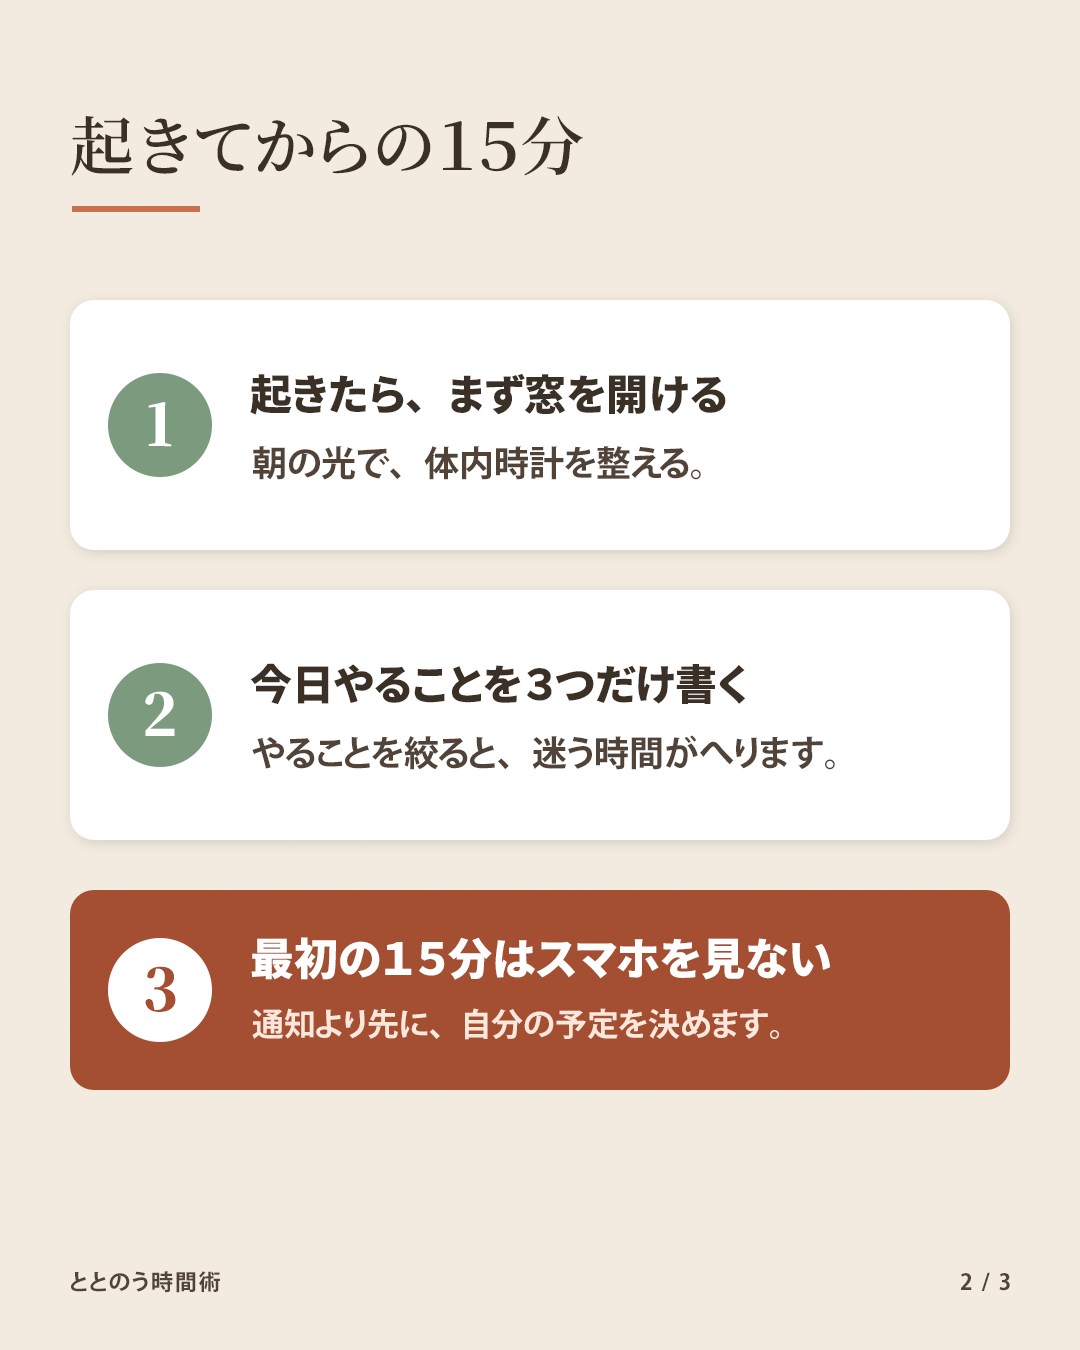 起きてからの15分
1
起きたら、まず窓を開ける
朝の光で、体内時計を整える。
2
今日やることを3つだけ書く
やることを絞ると、迷う時間がへります。
3
最初の15分はスマホを見ない
通知より先に、自分の予定を決めます。
ととのう時間術
2 / 3